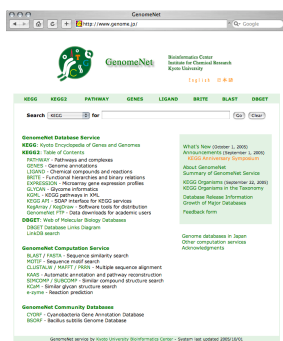 GenomeNet
http://www.genome.jp/
Google
GenomeNet
Bioinformatics Center
Institute for Chemical Research
Kyoto University
English 日本語
KEGG KEGG2 PATHWAY GENES LIGAND BRITE BLAST DBGET
Search KEGG for Go Clear
GenomeNet Database Service
KEGG: Kyoto Encyclopedia of Genes and Genomes
KEGG2: Table of Contents
PATHWAY - Pathways and complexes
GENES - Genome annotations
LIGAND - Chemical compounds and reactions
BRITE - Functional hierarchies and binary relations
EXPRESSION - Microarray gene expression profiles
GLYCAN - Glycome informatics
KGML - KEGG pathways in XML
KEGG API - SOAP interface for KEGG services
KegArray / KegDraw - Software tools for distribution
GenomeNet FTP - Data downloads for academic users
DBGET: Web of Molecular Biology Databases
DBGET Database Links Diagram
LinkDB search
GenomeNet Computation Service
BLAST / FASTA - Sequence similarity search
MOTIF - Sequence motif search
CLUSTALW / MAFFT / PRRN - Multiple sequence alignment
KAAS - Automatic annotation and pathway reconstruction
SIMCOMP / SUBCOMP - Similar compound structure search
KCaM - Similar glycan structure search
e-zyme - Reaction prediction
GenomeNet Community Databases
CYORF - Cyanobacteria Gene Annotation Database
BSORF - Bacillus subtilis Genome Database
What's New (October 1, 2005)
Announcements (September 1, 2005)
KEGG Anniversary Symposium
About GenomeNet
Summary of GenomeNet Service
KEGG Organisms (September 22, 2005)
KEGG Organisms in the Taxonomy
Database Release Information
Growth of Major Databases
Feedback form
Genome databases in Japan
Other computation services
Acknowledgments
GenomeNet service by Kyoto University Bioinformatics Center - System last updated 2005/10/01